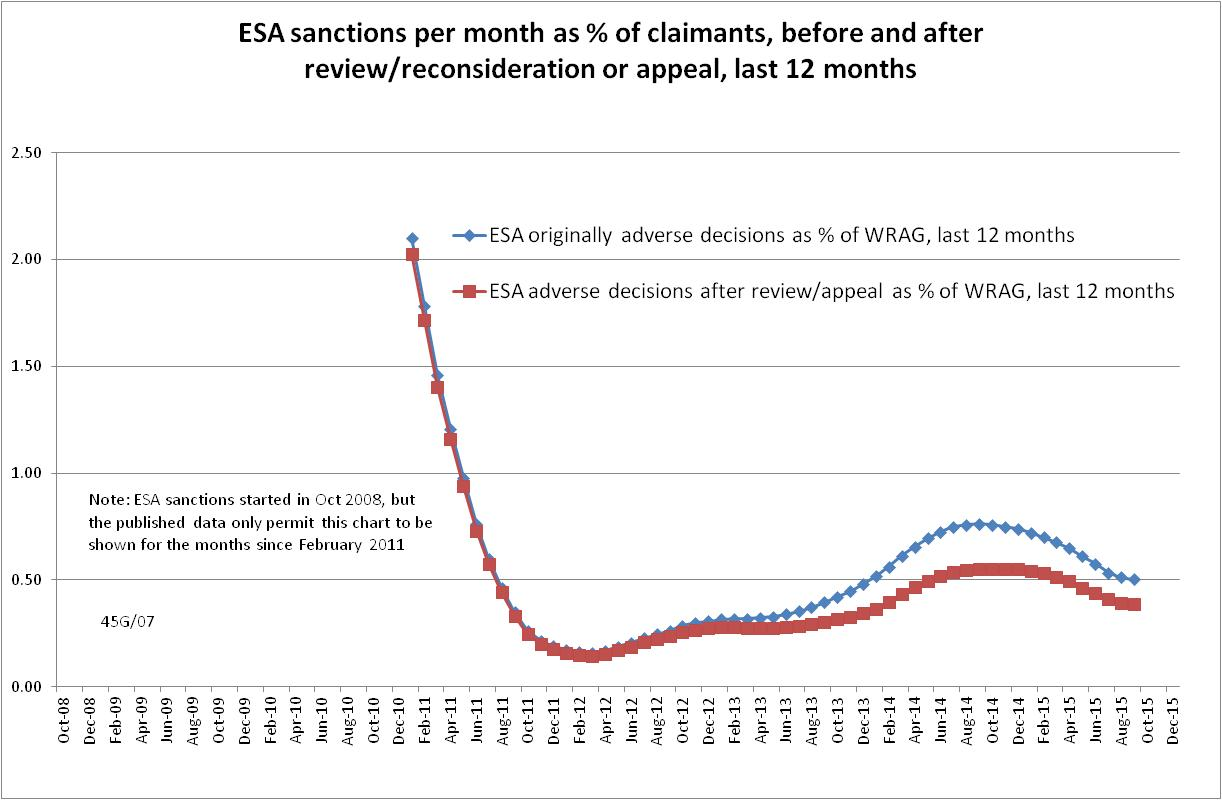 ESA sanctions per month as % of claimants, before and after
review/reconsideration or appeal, last 12 months
2.50
2.00
1.50
1.00
0.50
0.00
ESA originally adverse decisions as % of WRAG, last 12 months
ESA adverse decisions after review/appeal as % of WRAG, last 12 months
Note: ESA sanctions started in Oct 2008, but
the published data only permit this chart to be
shown for the months since February 2011
45G/07
Oct-08
Dec-08
Feb-09
Apr-09
Jun-09
Aug-09
Oct-09
Dec-09
Feb-10
Apr-10
Jun-10
Aug-10
Oct-10
Dec-10
Feb-11
Apr-11
Jun-11
Aug-11
Oct-11
Dec-11
Feb-12
Apr-12
Jun-12
Aug-12
Oct-12
Dec-12
Feb-13
Apr-13
Jun-13
Aug-13
Oct-13
Dec-13
Feb-14
Apr-14
Jun-14
Aug-14
Oct-14
Dec-14
Feb-15
Apr-15
Jun-15
Aug-15
Oct-15
Dec-15